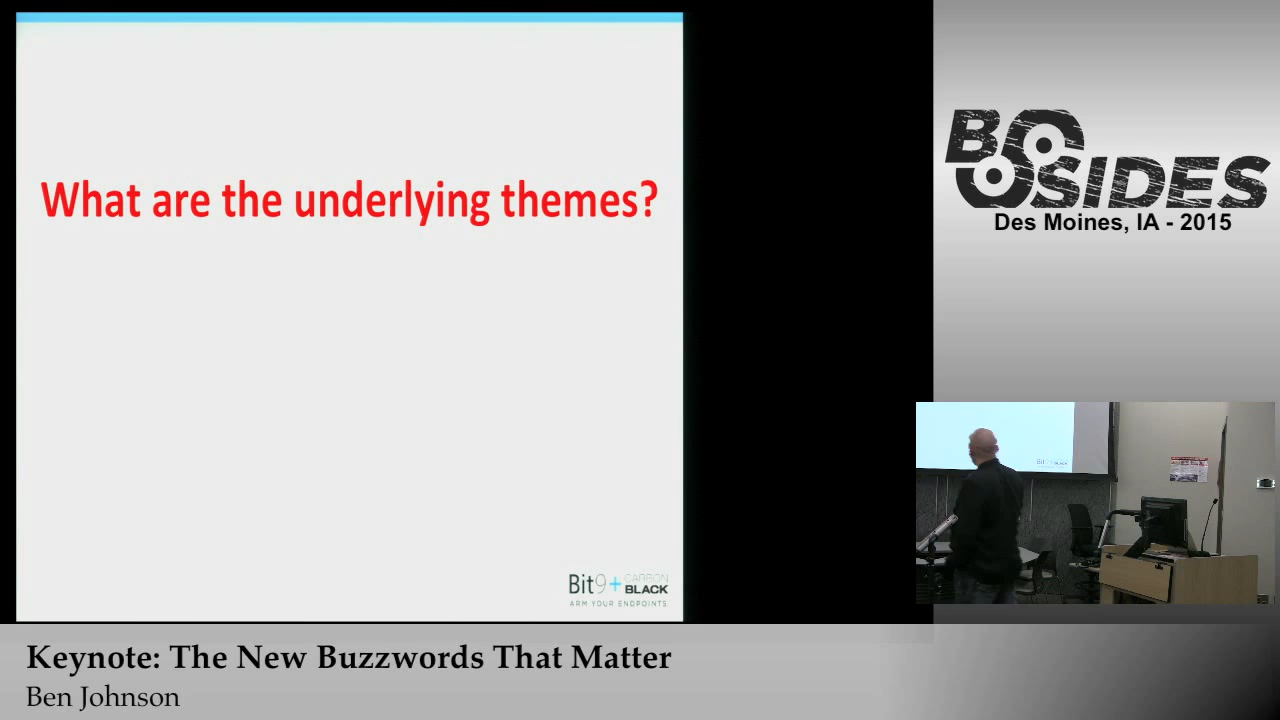 What are the underlying themes?
Bit9+ CARBON BLACK
ARM YOUR ENDPOINTS
BSIDES
Des Moines, IA - 2015
Keynote: The New Buzzwords That Matter
Ben Johnson